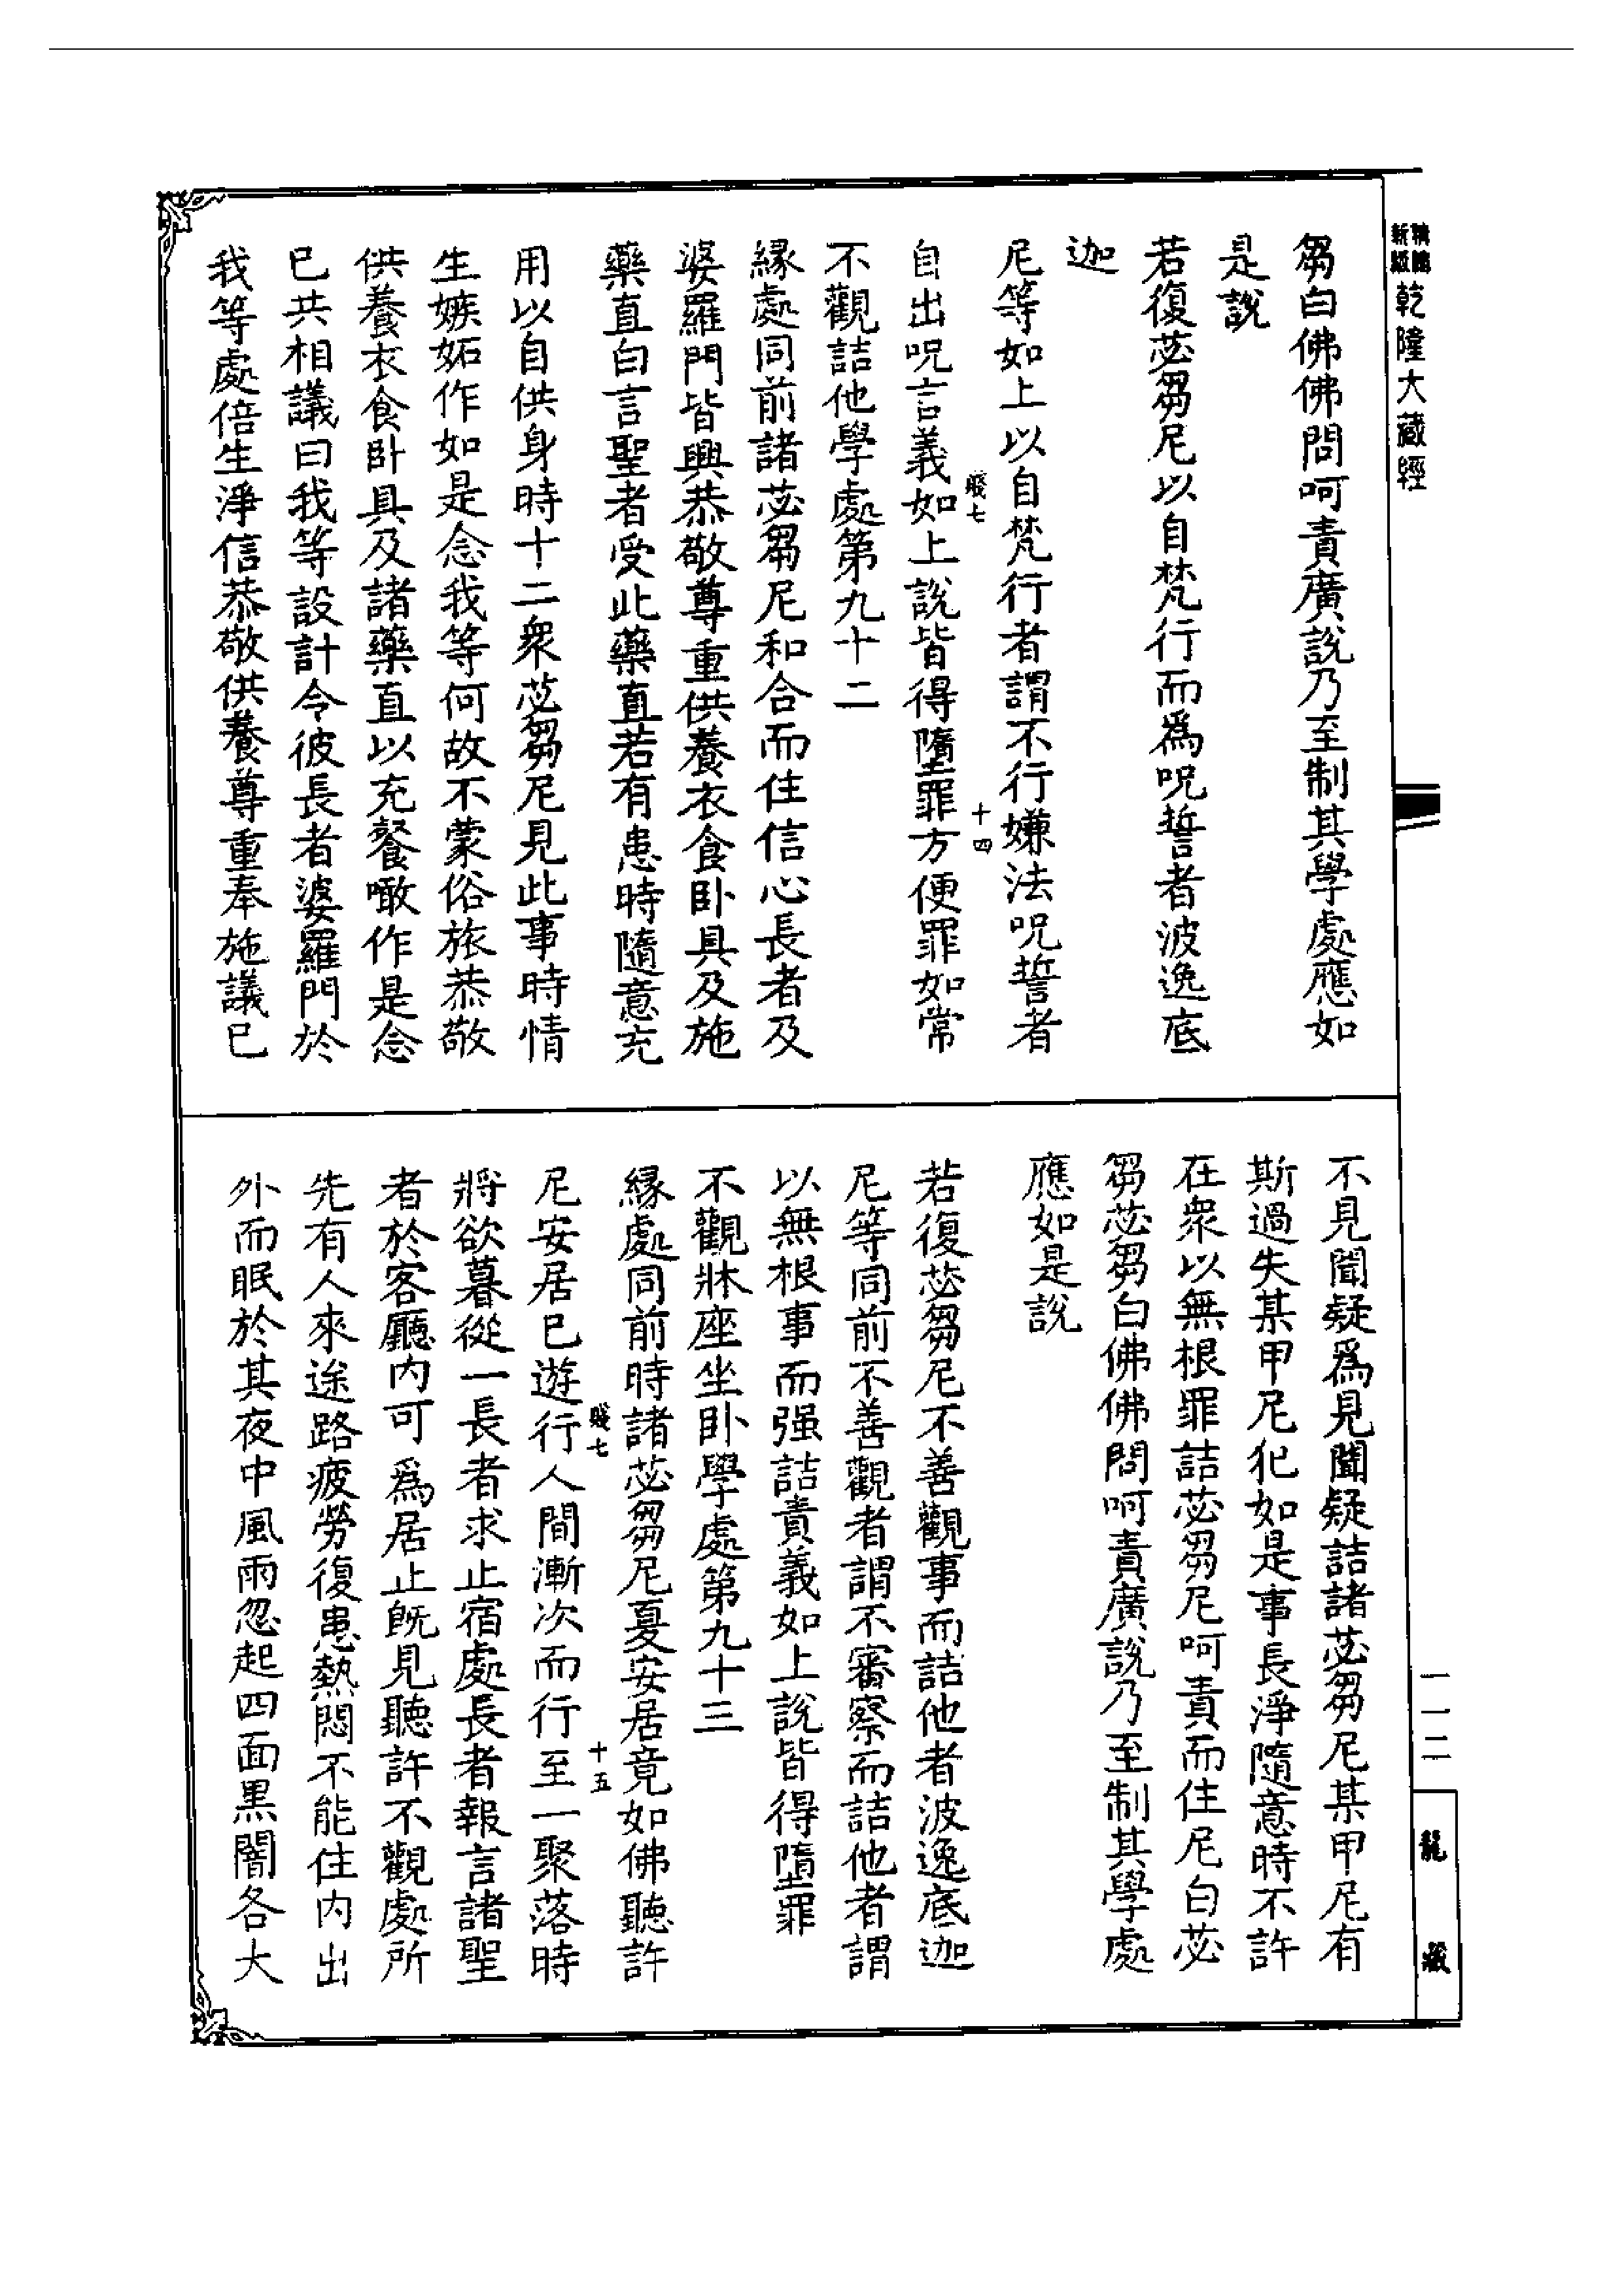 乾隆大藏經
芻白佛佛問呵責廣說乃至制其學處應如
是說
若復苾芻尼以自梵行而爲呪誓者波逸底
迦
尼等如上以自梵行者謂不行嫌法呪誓者
自出呪言義如上說皆得墮罪方便罪如常
不觀詰他學處第九十二
緣處同前諸苾芻尼和合而住信心長者及
婆羅門皆興恭敬尊重供養衣食卧具及施
藥直白言聖者受此藥直若有患時隨意充
用以自供身時十二衆苾芻尼見此事時情
生嫉妬作如是念我等何故不蒙俗旅恭敬
供養衣食卧具及諸藥直以充餐噉作是念
已共相議曰我等設計令彼長者婆羅門於
我等處倍生淨信恭敬供養尊重奉施議已
十四
不見聞疑爲見聞疑詰諸苾芻尼某甲尼有
斯過失某甲尼犯如是事長淨隨意時不許
在衆以無根罪詰苾芻尼呵責而住尼白苾
芻苾芻白佛佛問呵責廣說乃至制其學處
應如是說
若復苾芻尼不善觀事而詰他者波逸底迦
尼等同前不善觀者謂不審察而詰他者謂
以無根事而强詰責義如上說皆得墮罪
不觀牀座坐卧學處第九十三
緣處同前時諸苾芻尼夏安居竟如佛聽許
尼安居已遊行人間漸次而行至一聚落時
將欲暮從一長者求止宿處長者報言諸聖
者於客廳内可爲居止旣見聽許不觀處所
先有人來途路疲勞復患熱悶不能住内出
外而眠於其夜中風雨忽起四面黑闇各大
十五
一一二
龍藏